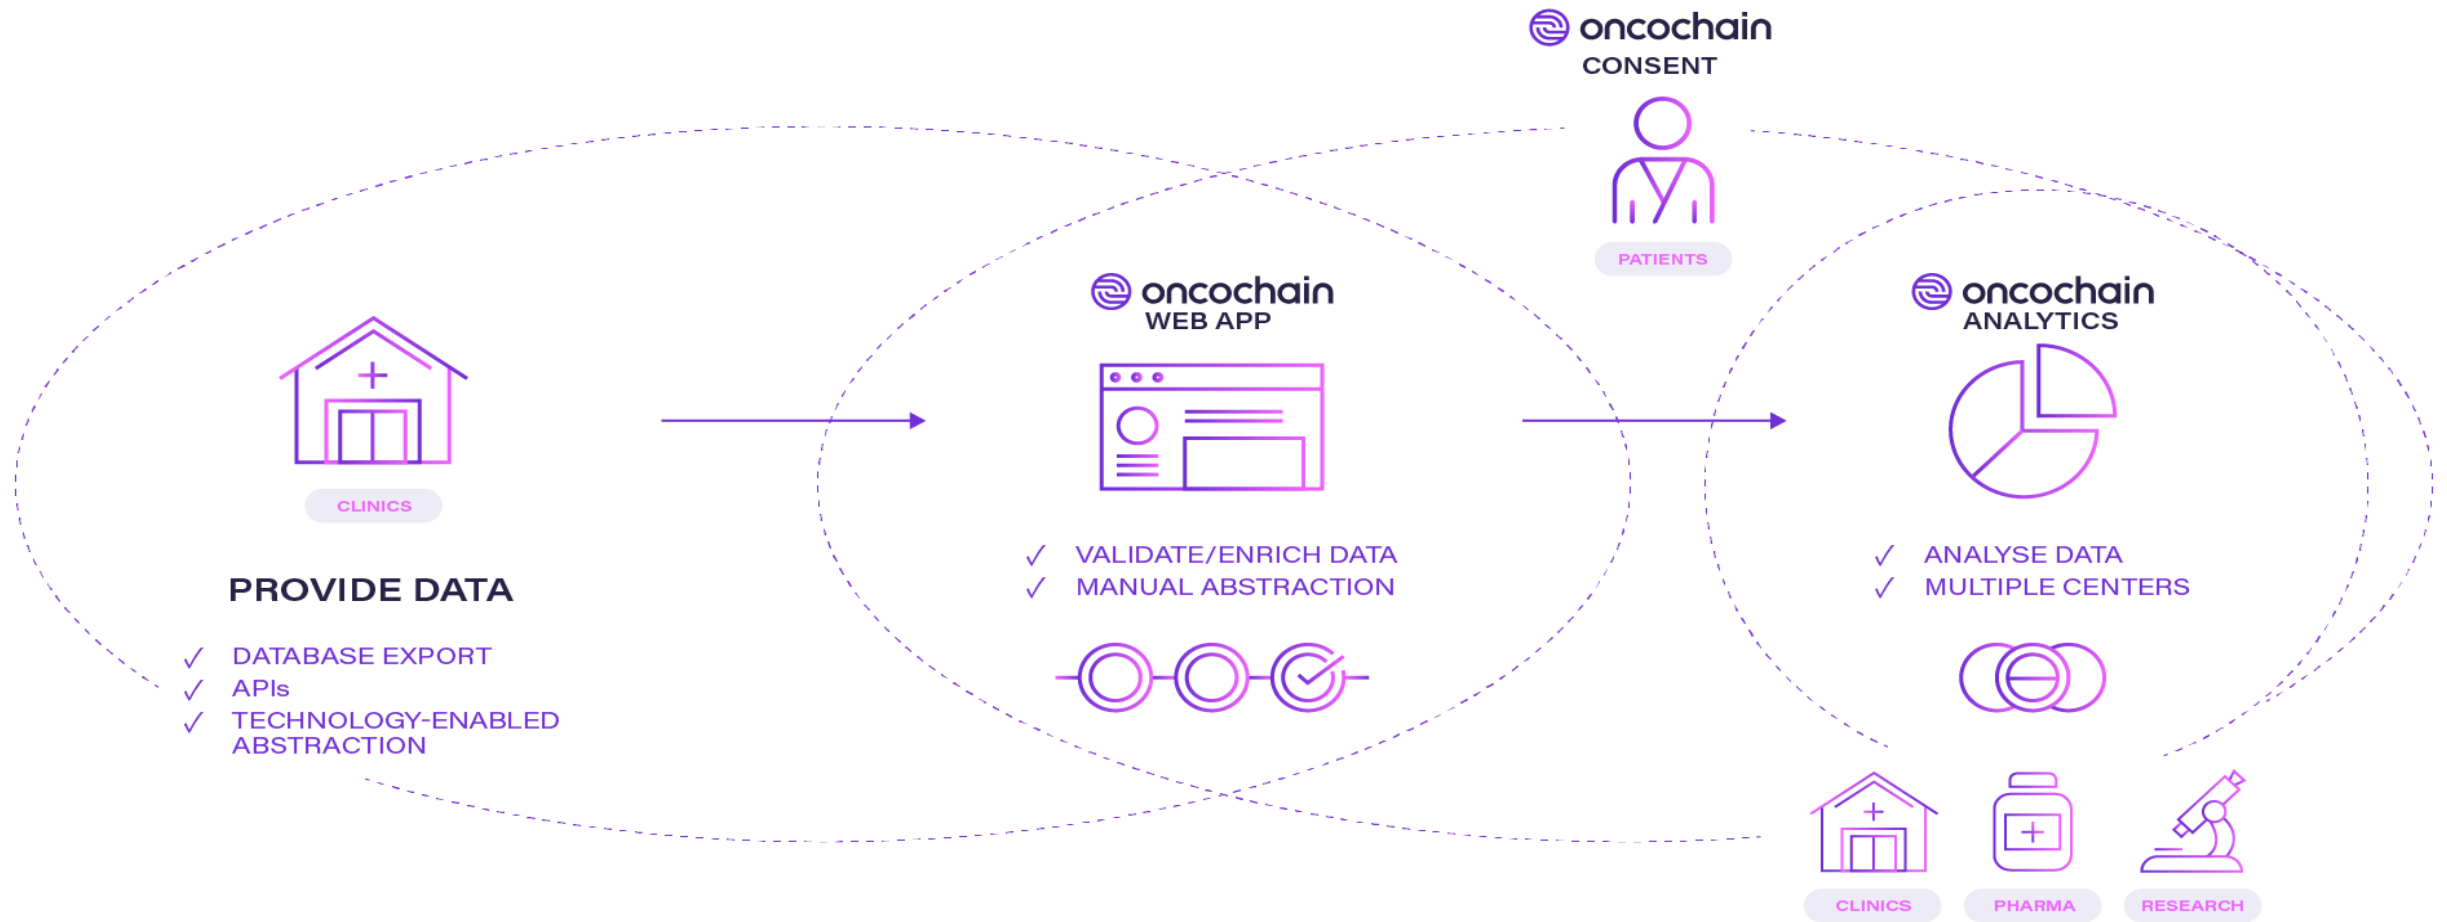 oncochain
CONSENT
PATIENTS
CLINICS
PROVIDE DATA
DATABASE EXPORT
APIs
TECHNOLOGY-ENABLED
ABSTRACTION
oncochain
WEB APP
VALIDATE/ENRICH DATA
MANUAL ABSTRACTION
oncochain
ANALYTICS
ANALYSE DATA
MULTIPLE CENTERS
CLINICS
PHARMA
RESEARCH